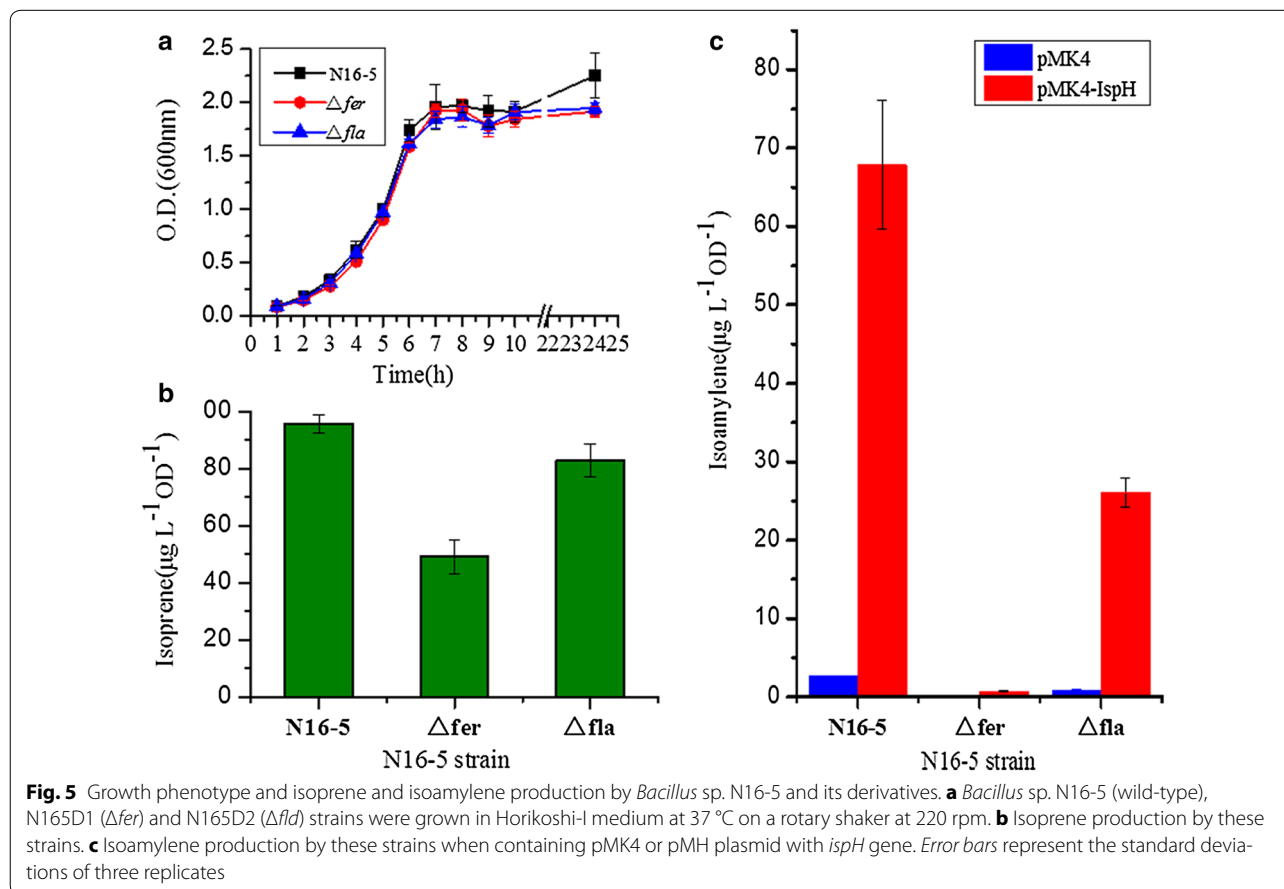 a
2.5
2.0
1.5
1.0
0.5
0.0
O.D.(600nm)
N16-5
△fer
△fla
0 1 2 3 4 5 6 7 8 9 10 22 23 24 25
Time(h)
b
00
80
60
40
20
0
Isoprene(μg L⁻¹OD⁻¹)
N16-5 △fer △fla
N16-5 strain
c
80
70
60
50
40
30
20
10
0
Isoamylene(μg L⁻¹OD⁻¹)
pMK4
pMK4-IspH
N16-5 △fer △fla
N16-5 strain
Fig. 5 Growth phenotype and isoprene and isoamylene production by Bacillus sp. N16-5 and its derivatives. a Bacillus sp. N16-5 (wild-type),
N165D1 (Δfer) and N165D2 (Δfld) strains were grown in Horikoshi-I medium at 37 °C on a rotary shaker at 220 rpm. b Isoprene production by these
strains. c Isoamylene production by these strains when containing pMK4 or pMH plasmid with ispH gene. Error bars represent the standard devia-
tions of three replicates